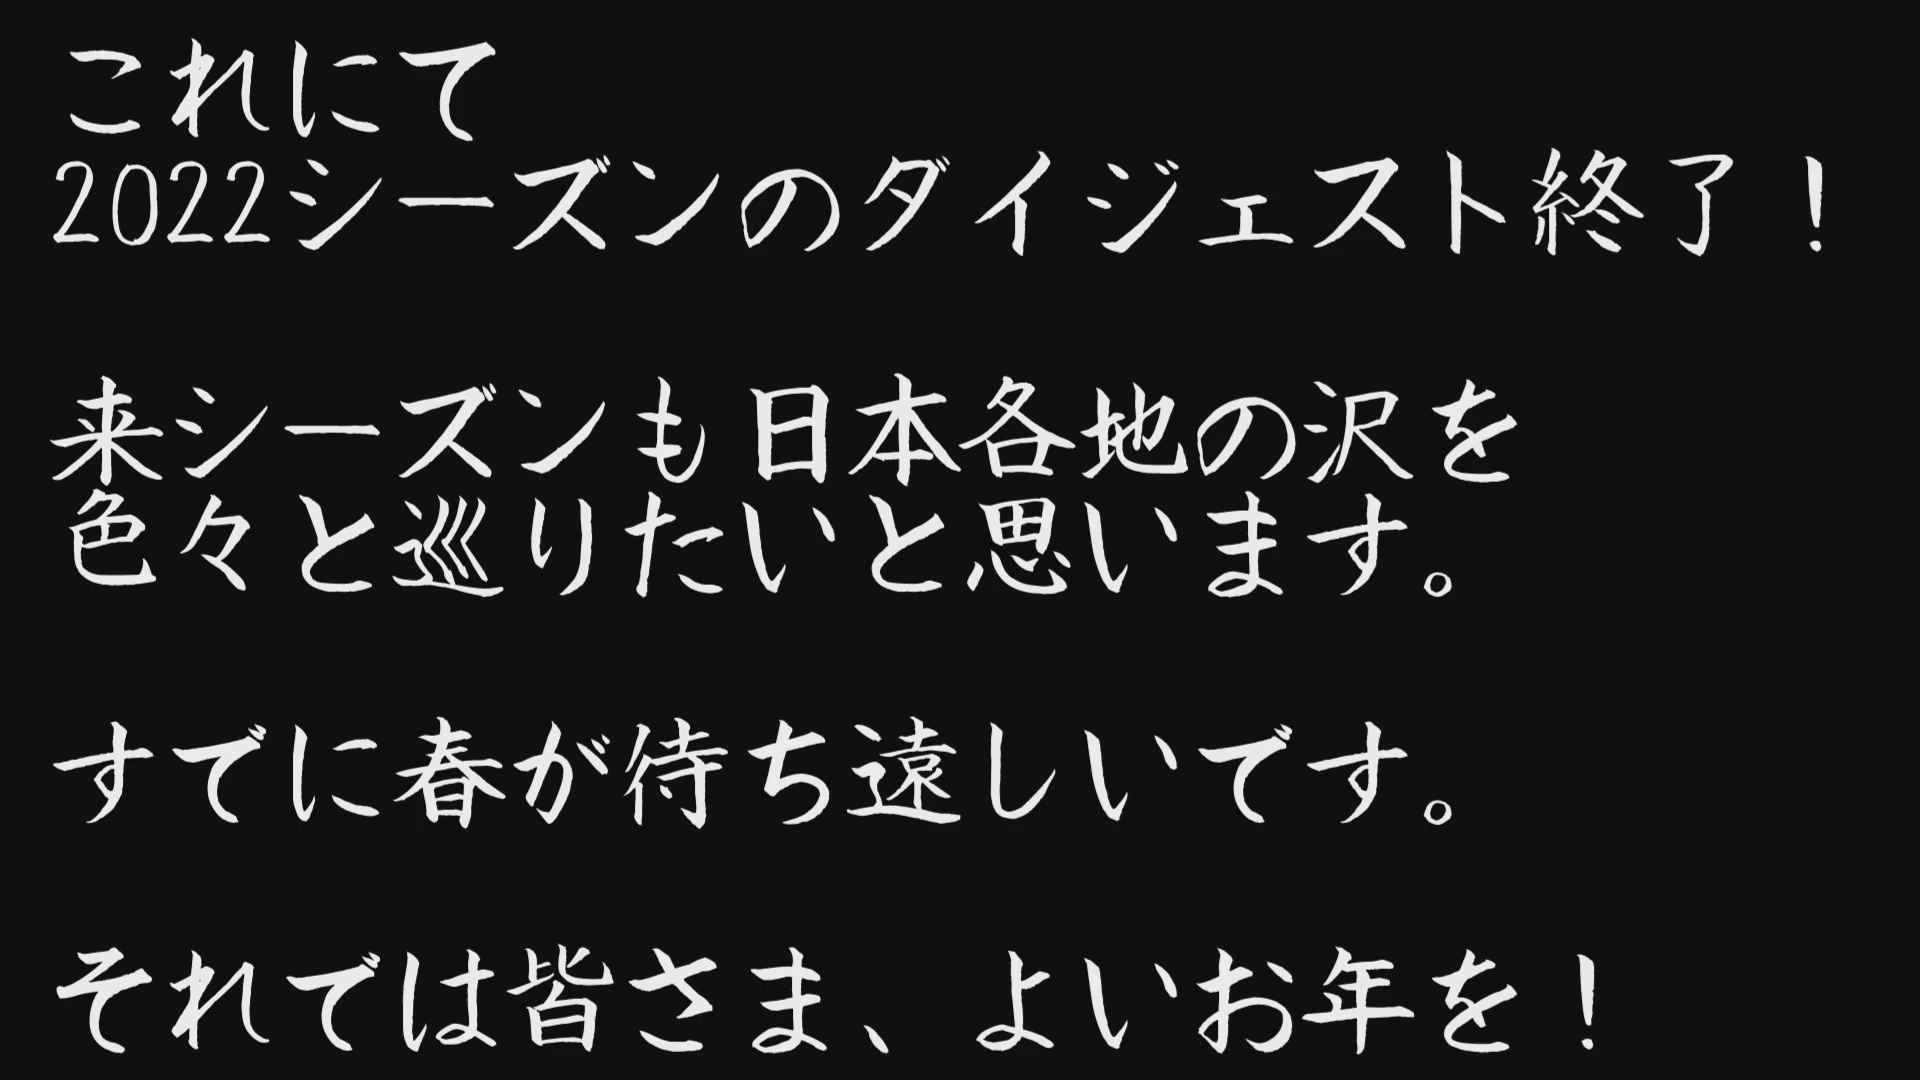 これにて
2022シーズンのダイジェスト終了！
来シーズンも日本各地の沢を
色々と巡りたいと思います。
すでに春が待ち遠しいです。
それでは皆さま、よいお年を！